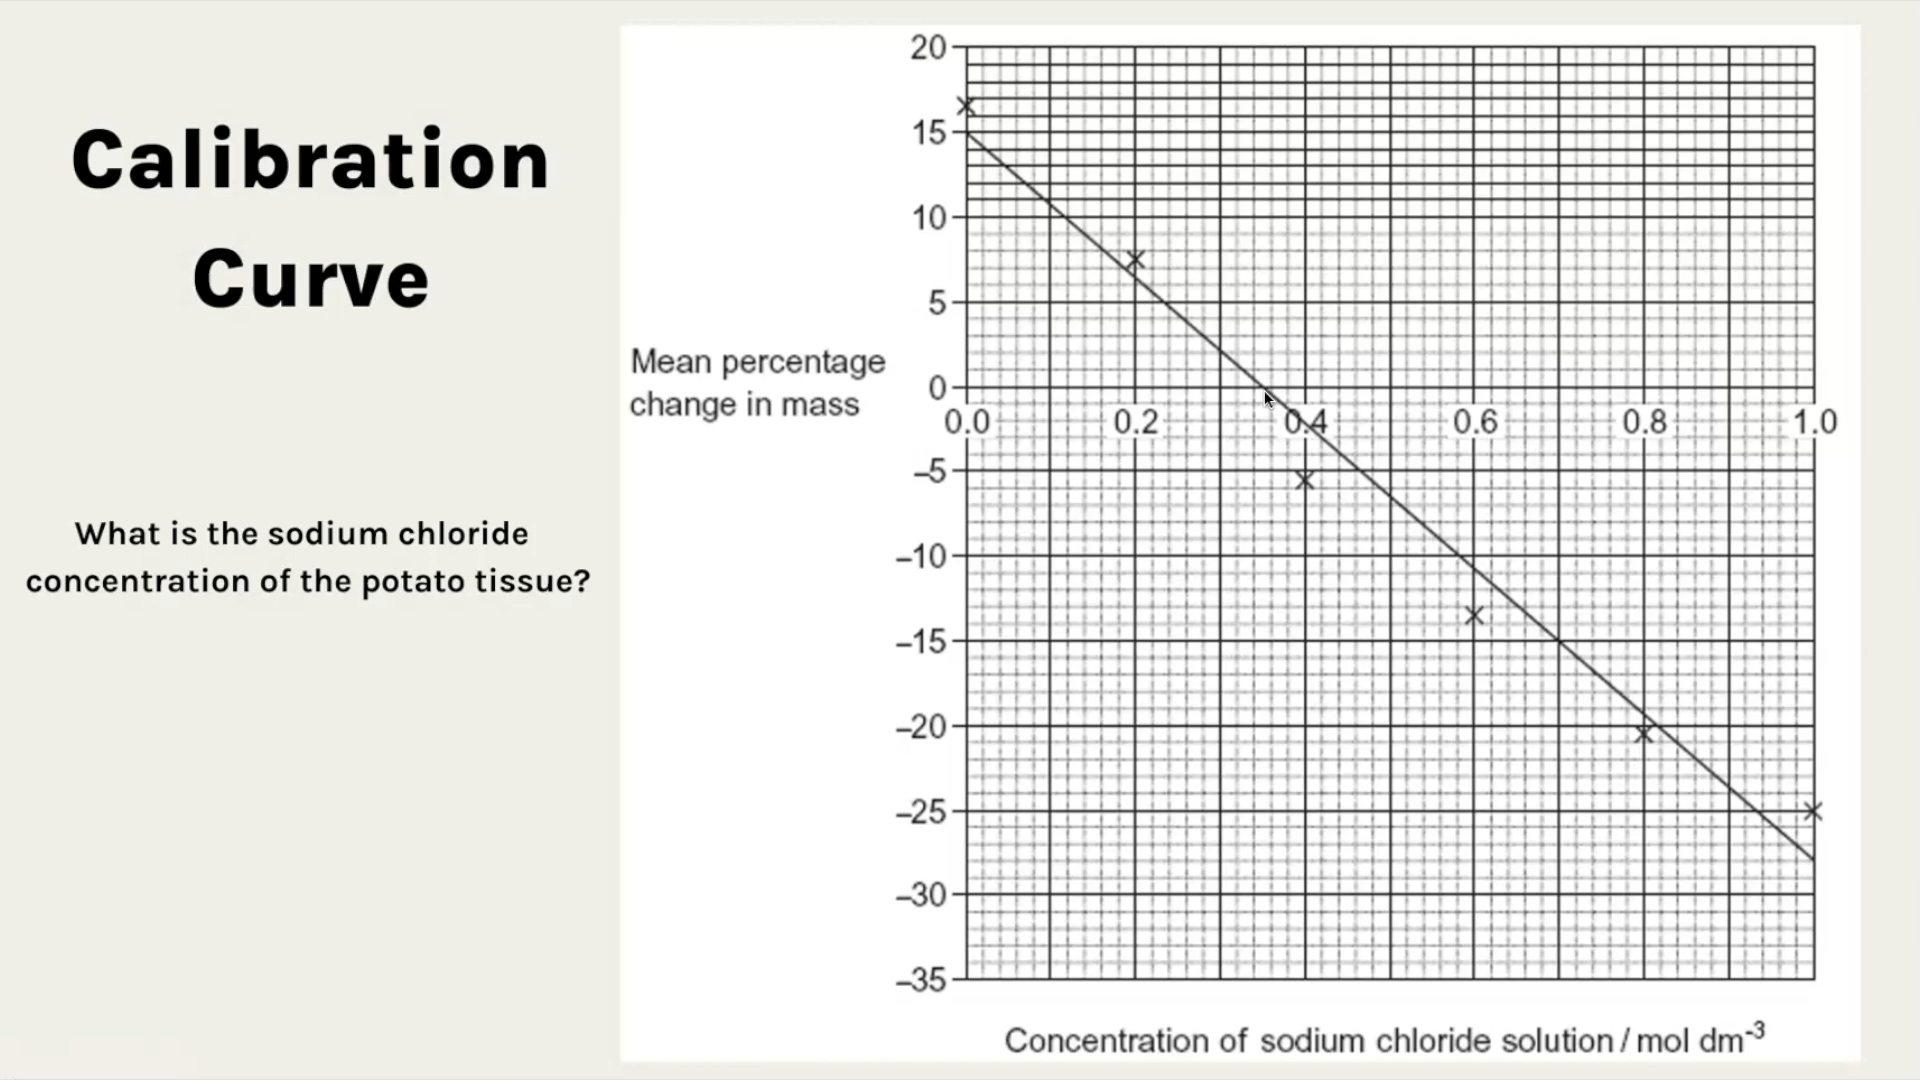 Calibration
Curve
What is the sodium chloride
concentration of the potato tissue?
Mean percentage
change in mass
20
15
10
5
0
0.0 0.2 0.4 0.6 0.8 1.0
–5
–10
–15
–20
–25
–30
–35
Concentration of sodium chloride solution / mol dm⁻³